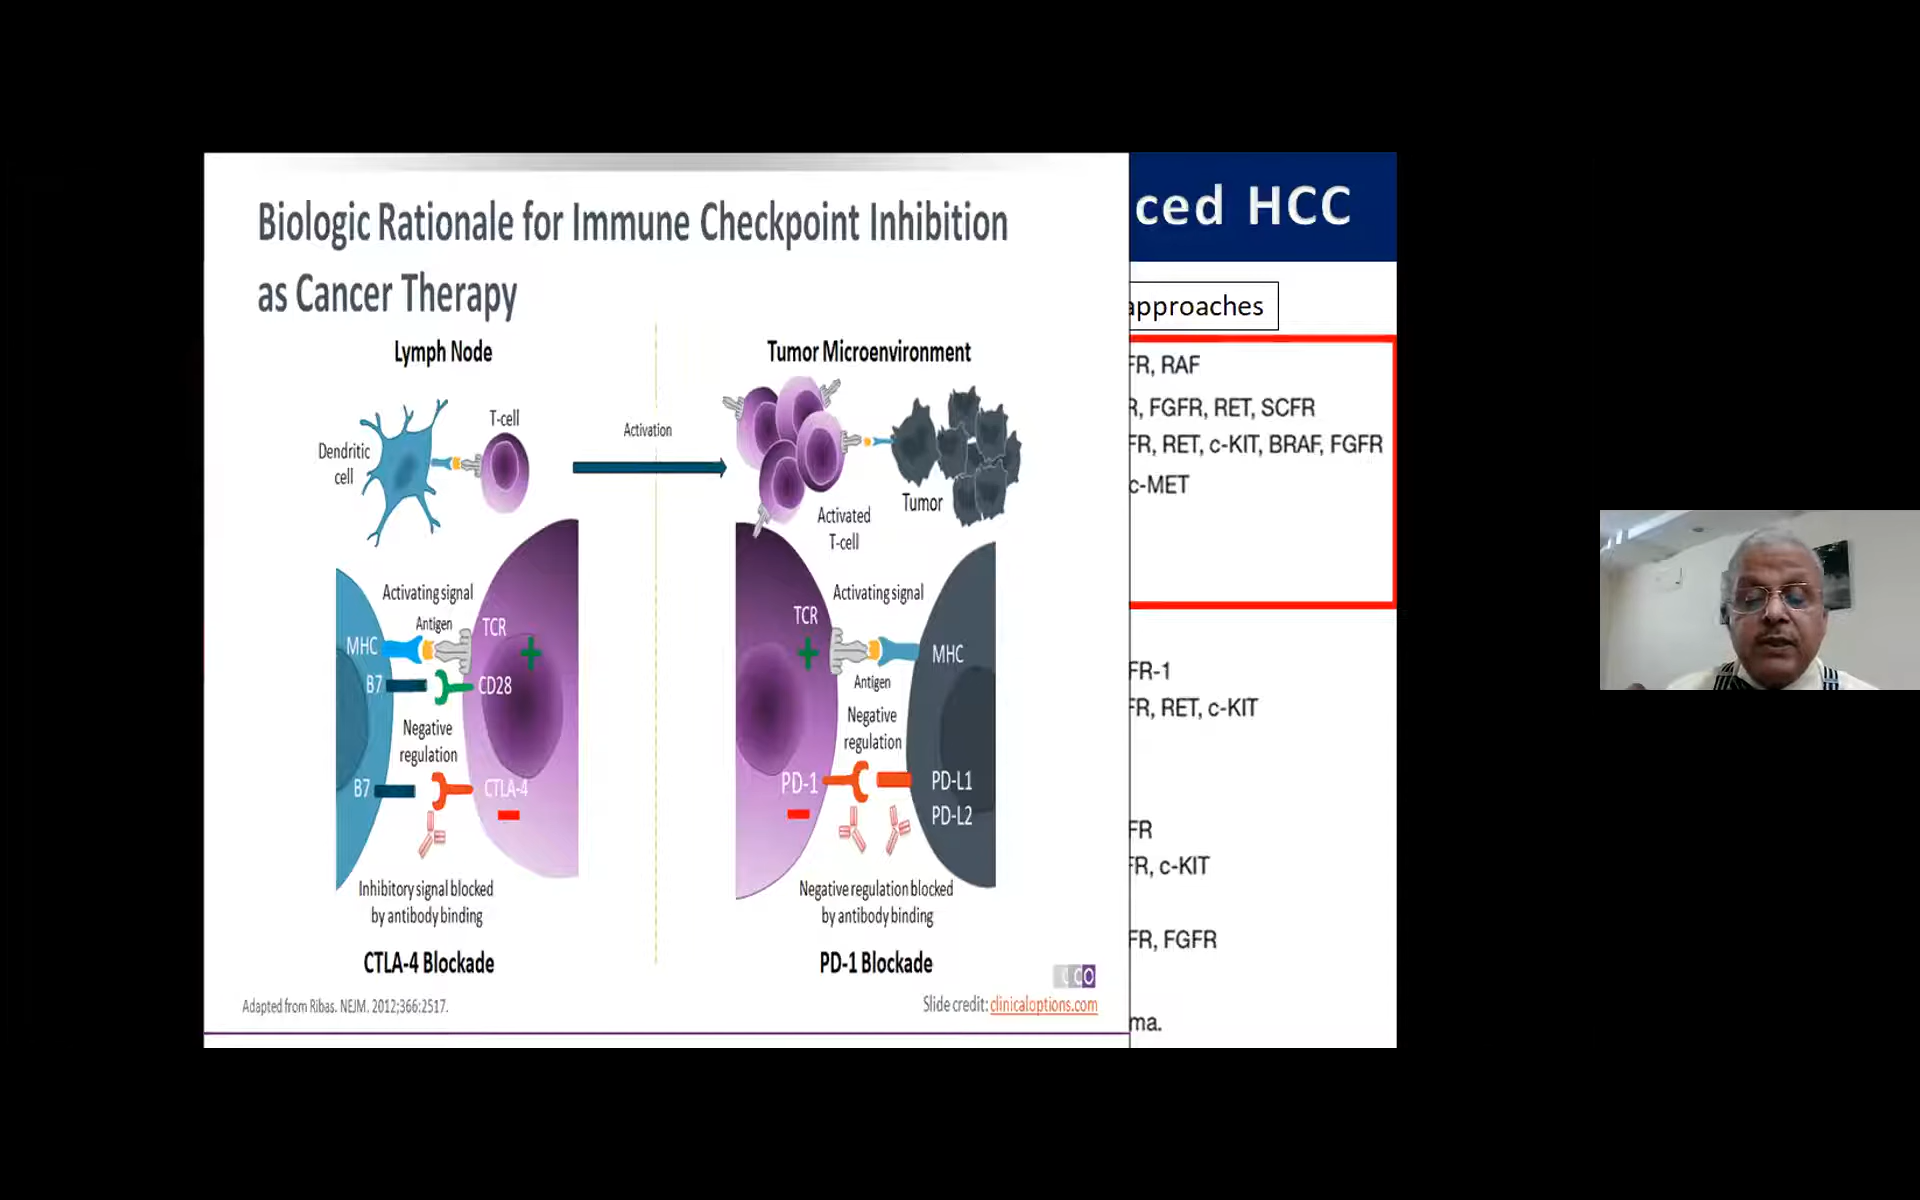 Biologic Rationale for Immune Checkpoint Inhibition
as Cancer Therapy
Lymph Node
Dendritic
cell
T-cell
Activation
Activating signal
Antigen
MHC
TCR
B7
CD28
Negative
regulation
B7
CTLA-4
Inhibitory signal blocked
by antibody binding
CTLA-4 Blockade
Tumor Microenvironment
Tumor
Activated
T-cell
Activating signal
TCR
MHC
Antigen
Negative
regulation
PD-1
PD-L1
PD-L2
Negative regulation blocked
by antibody binding
PD-1 Blockade
CCO
Adapted from Ribas. NEJM. 2012;366:2517.
Slide credit: clinicaloptions.com
ced HCC
approaches
FR, RAF
R, FGFR, RET, SCFR
FR, RET, c-KIT, BRAF, FGFR
c-MET
FR-1
FR, RET, c-KIT
FR
FR, c-KIT
FR, FGFR
ma.